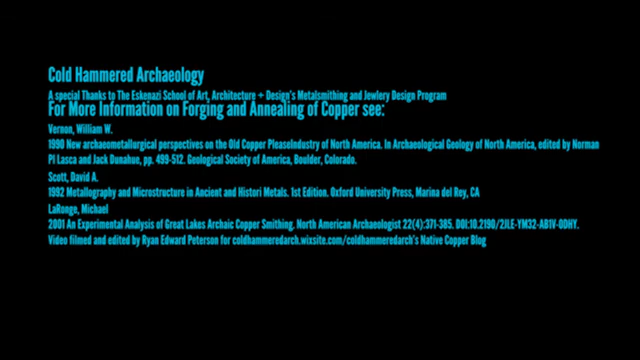 Cold Hammered Archaeology
A special Thanks to The Eskenazi School of Art, Architecture + Design's Metalsmithing and Jewlery Design Program
For More Information on Forging and Annealing of Copper see:
Vernon, William W.
1990 New archaeometallurgical perspectives on the Old Copper PleaseIndustry of North America. In Archaeological Geology of North America, edited by Norman
Pl Lasca and Jack Donahue, pp. 499-512. Geological Society of America, Boulder, Colorado.
Scott, David A.
1992 Metallography and Microstructure in Ancient and Histori Metals. 1st Edition. Oxford University Press, Marina del Rey, CA
LaRonge, Michael
2001 An Experimental Analysis of Great Lakes Archaic Copper Smithing, North American Archaeologist 22(4):371-385. DOI:10.2190/2JLE-YM32-AB1V-0DHY.
Video filmed and edited by Ryan Edward Peterson for coldhammeredarch.wixsite.com/coldhammeredarch's Native Copper Blog